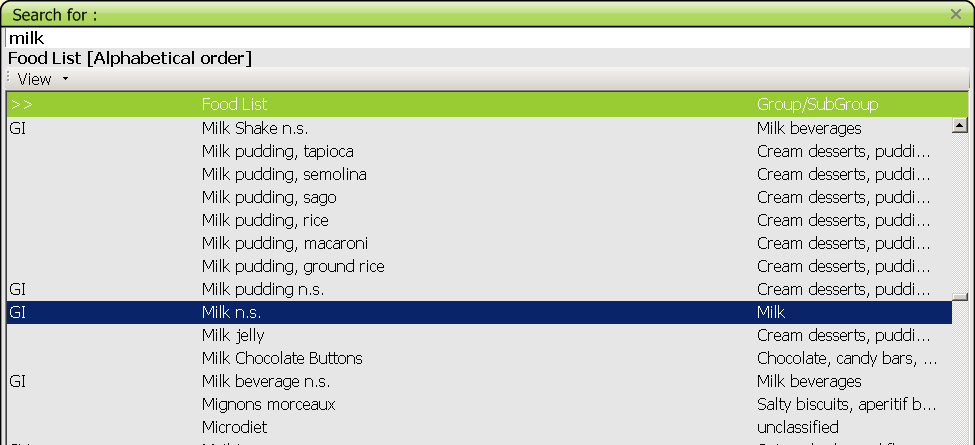 Search for :
milk
Food List [Alphabetical order]
View
>> Food List Group/SubGroup
GI Milk Shake n.s. Milk beverages
Milk pudding, tapioca Cream desserts, puddi...
Milk pudding, semolina Cream desserts, puddi...
Milk pudding, sago Cream desserts, puddi...
Milk pudding, rice Cream desserts, puddi...
Milk pudding, macaroni Cream desserts, puddi...
Milk pudding, ground rice Cream desserts, puddi...
GI Milk pudding n.s. Cream desserts, puddi...
GI Milk n.s. Milk
Milk jelly Cream desserts, puddi...
Milk Chocolate Buttons Chocolate, candy bars, ...
GI Milk beverage n.s. Milk beverages
Mignons morceaux Salty biscuits, aperitif b...
Microdiet unclassified